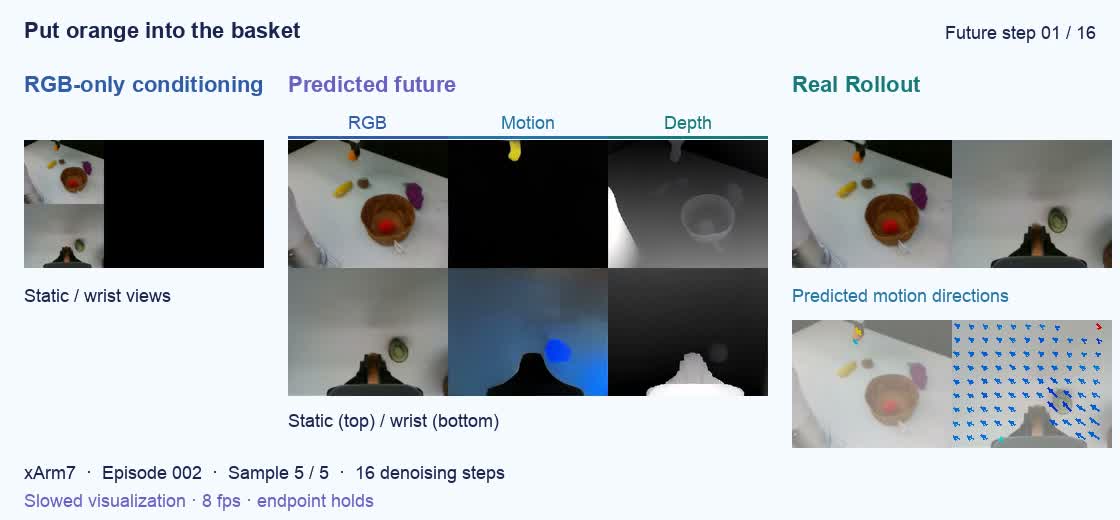 Put orange into the basket
Future step 01 / 16
RGB-only conditioning
Predicted future
Real Rollout
RGB
Motion
Depth
Static / wrist views
Predicted motion directions
Static (top) / wrist (bottom)
xArm7 · Episode 002 · Sample 5 / 5 · 16 denoising steps
Slowed visualization · 8 fps · endpoint holds